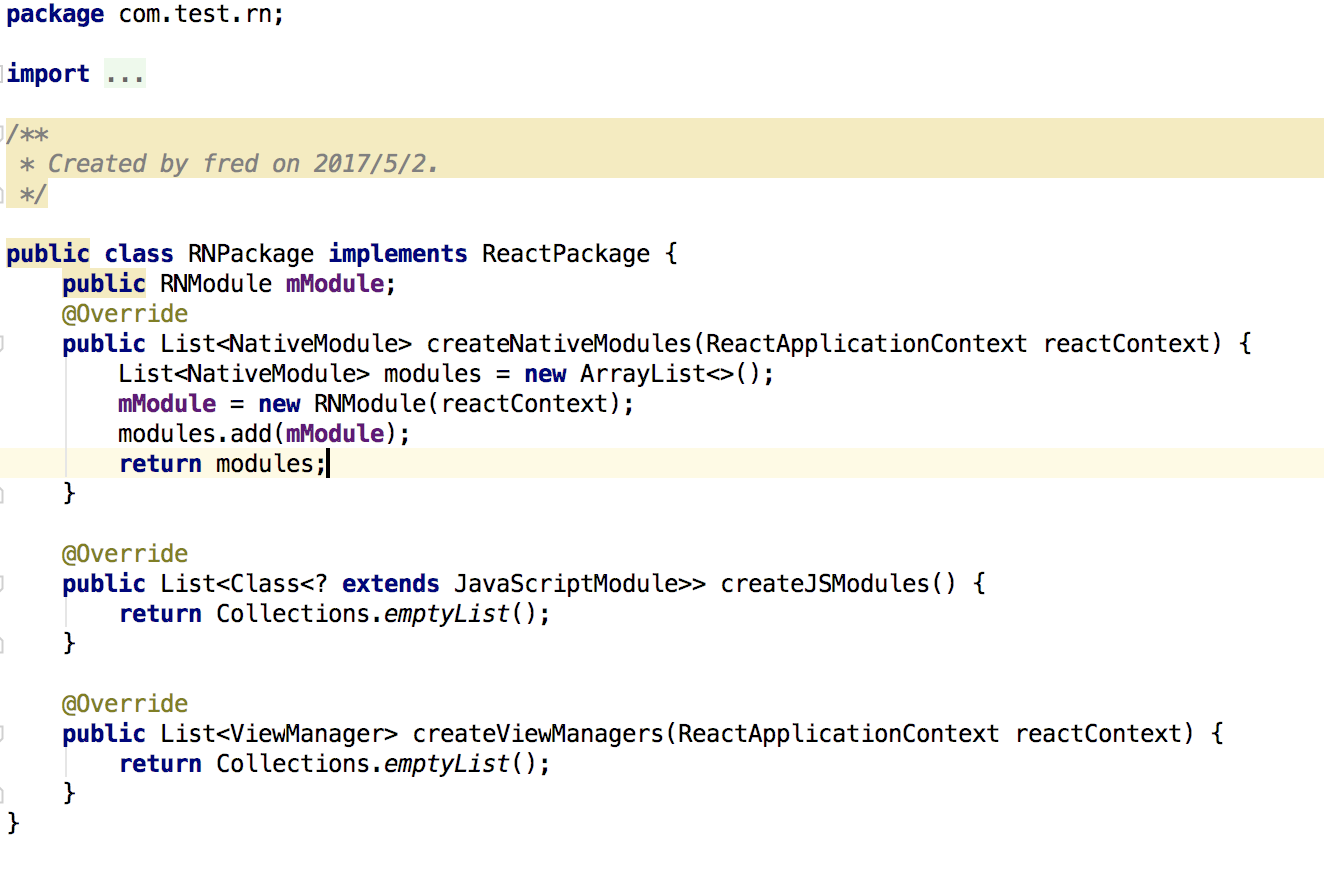 package com.test.rn;
import ...
/**
 * Created by fred on 2017/5/2.
 */
public class RNPackage implements ReactPackage {
    public RNModule mModule;
    @Override
    public List<NativeModule> createNativeModules(ReactApplicationContext reactContext) {
        List<NativeModule> modules = new ArrayList<>();
        mModule = new RNModule(reactContext);
        modules.add(mModule);
        return modules;
    }
    @Override
    public List<Class<? extends JavaScriptModule>> createJSModules() {
        return Collections.emptyList();
    }
    @Override
    public List<ViewManager> createViewManagers(ReactApplicationContext reactContext) {
        return Collections.emptyList();
    }
}